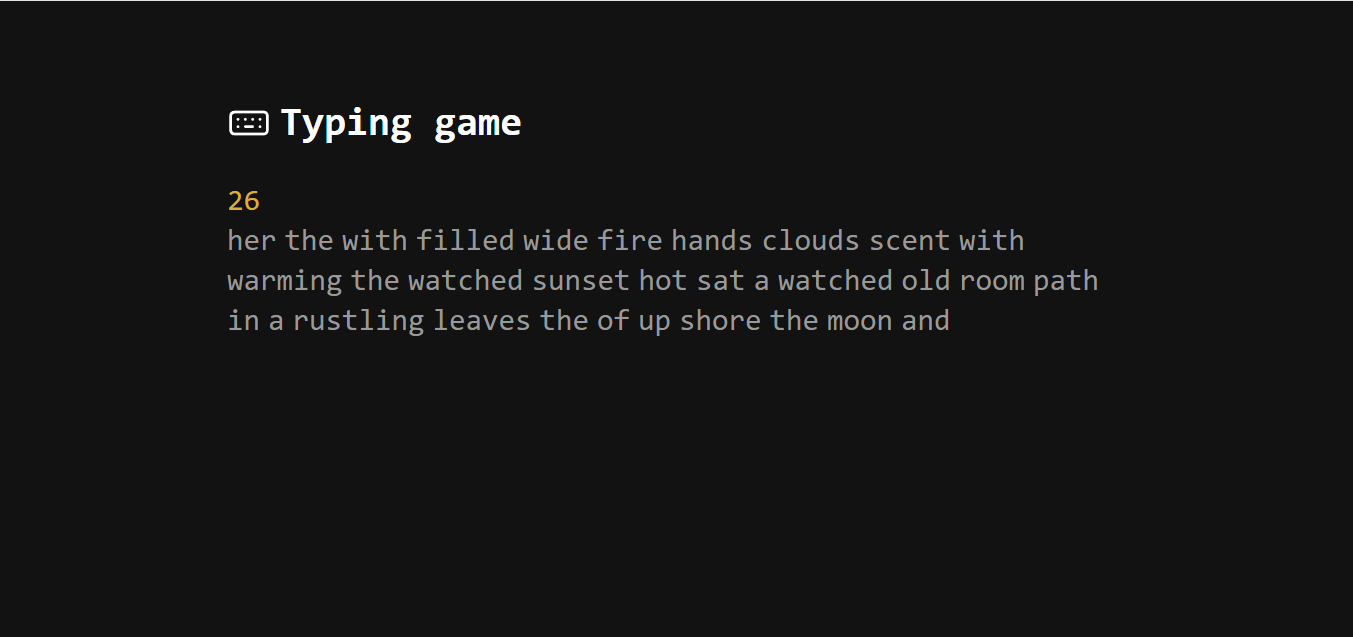 Typing game
26
her the with filled wide fire hands clouds scent with
warming the watched sunset hot sat a watched old room path
in a rustling leaves the of up shore the moon and